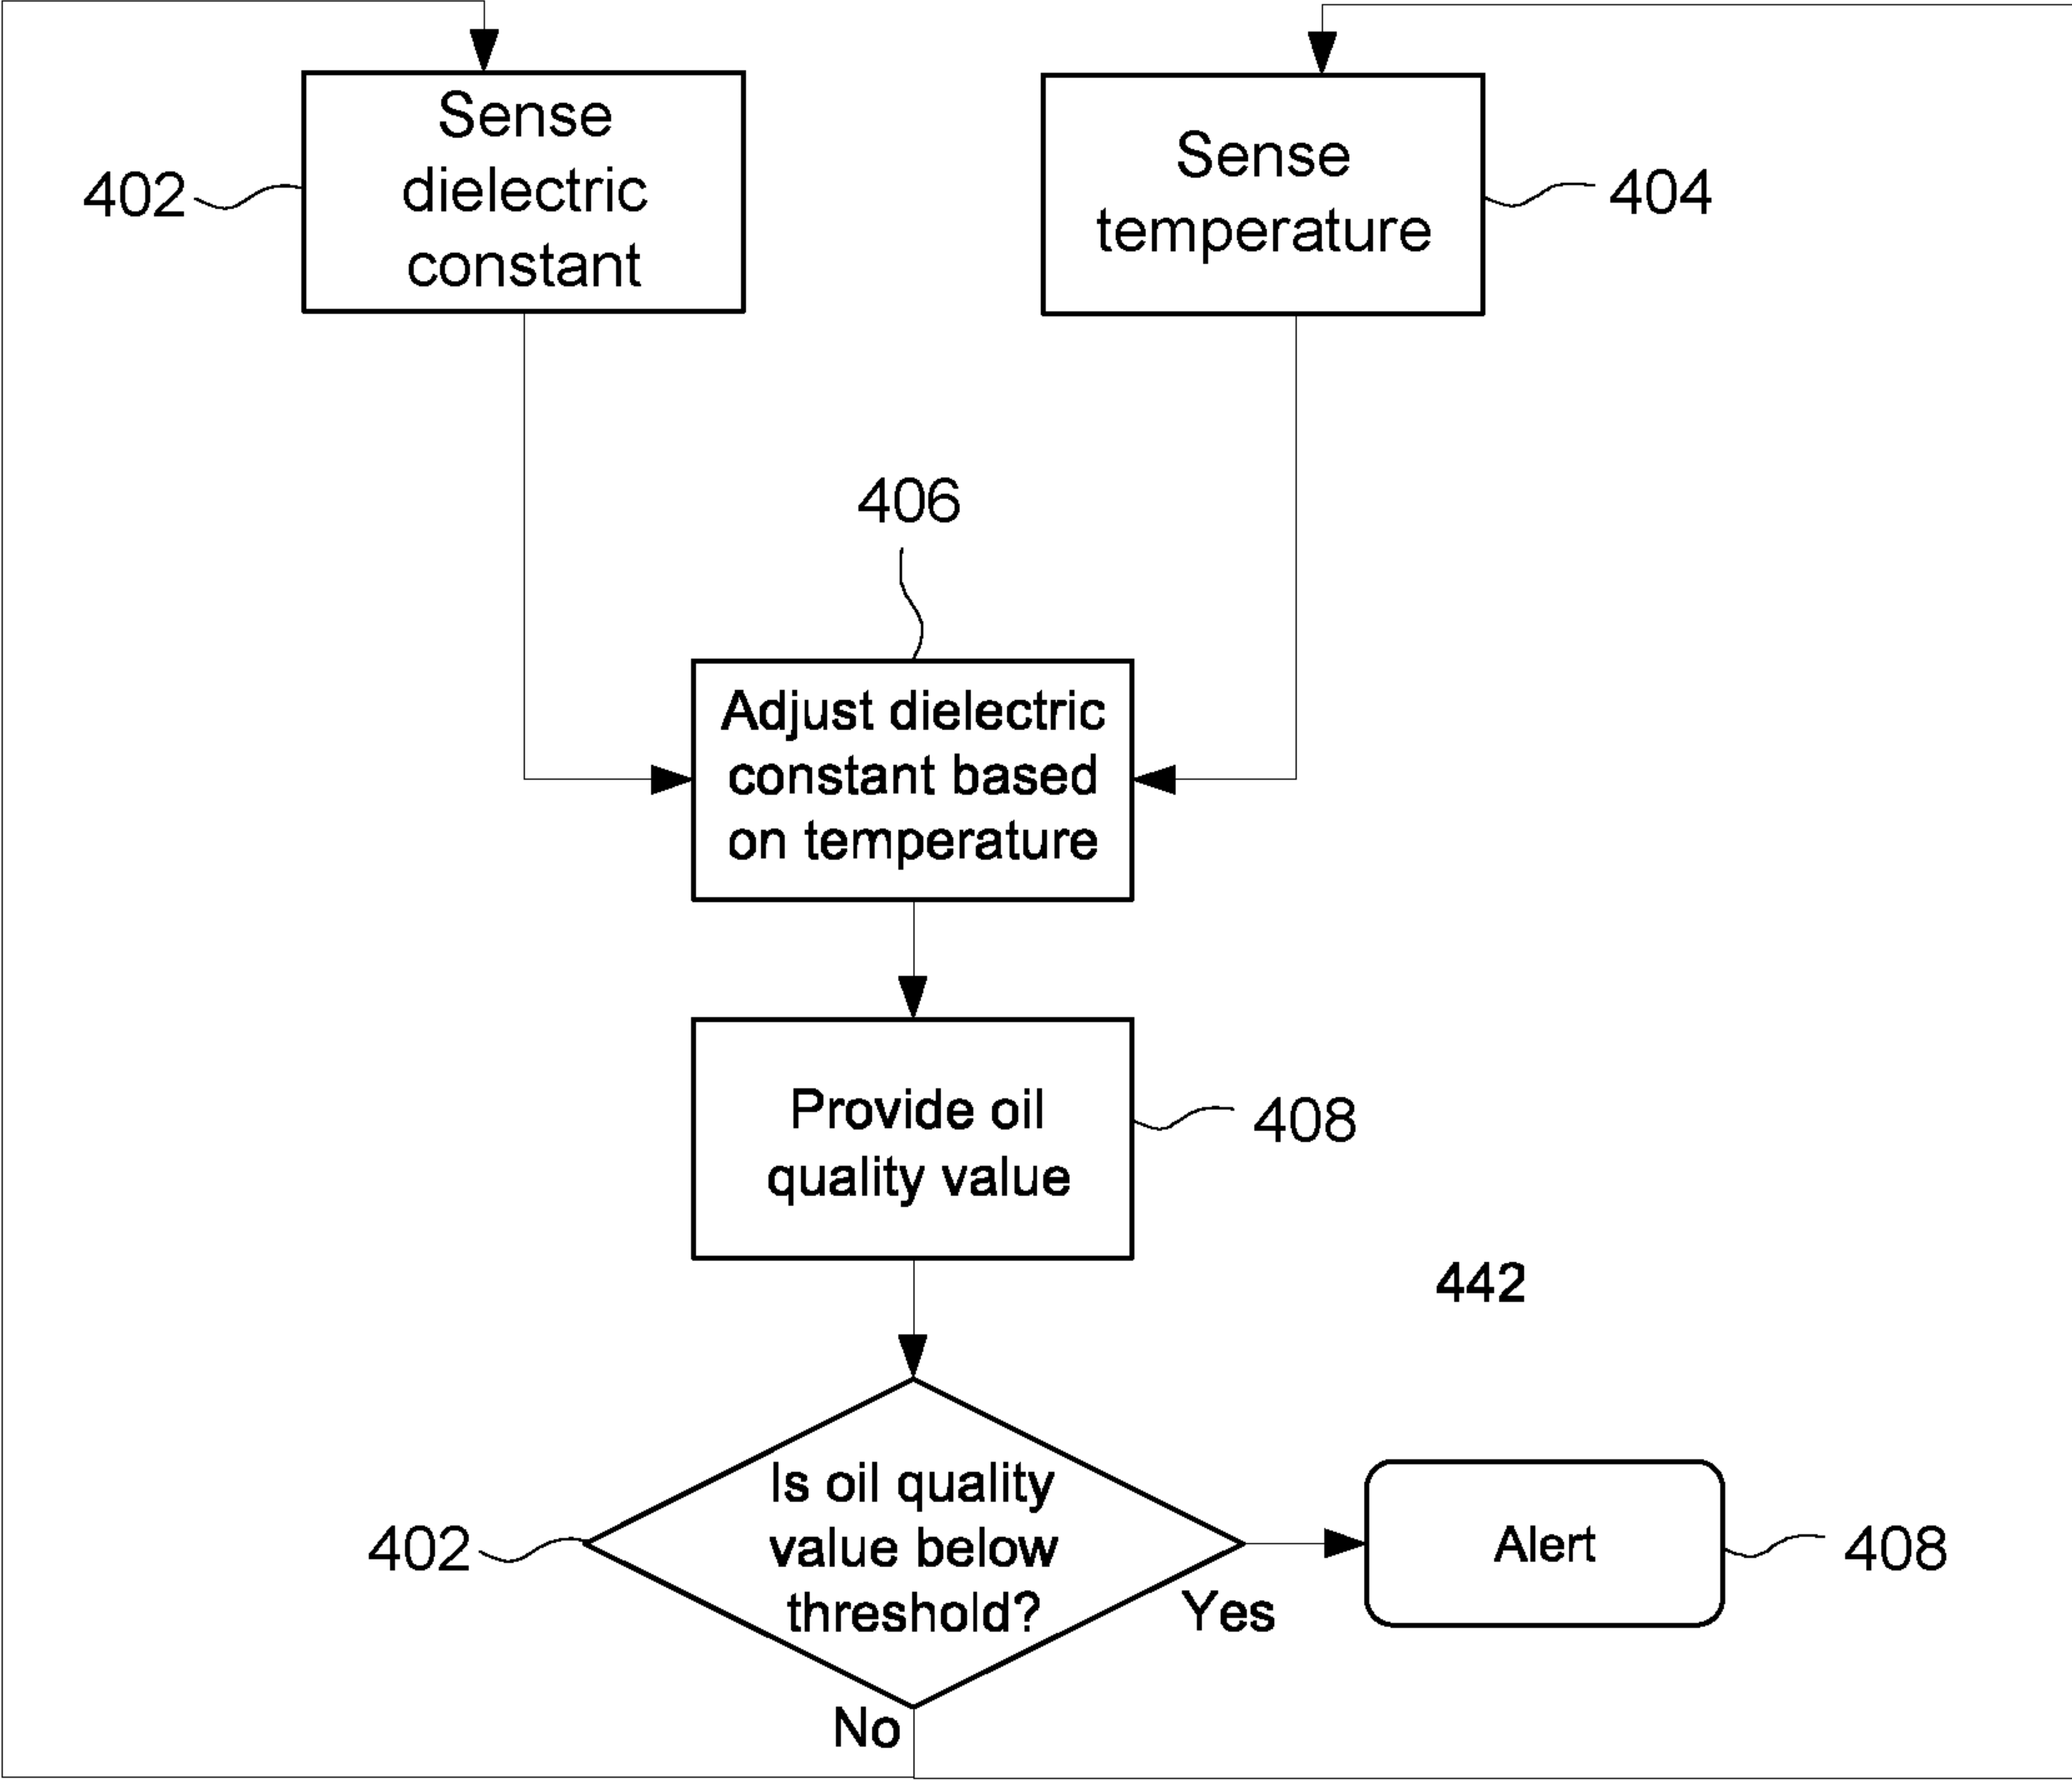 Sense
dielectric
constant
402
Sense
temperature
404
406
Adjust dielectric
constant based
on temperature
Provide oil
quality value
408
442
Is oil quality
value below
threshold?
402
Yes
Alert
408
No